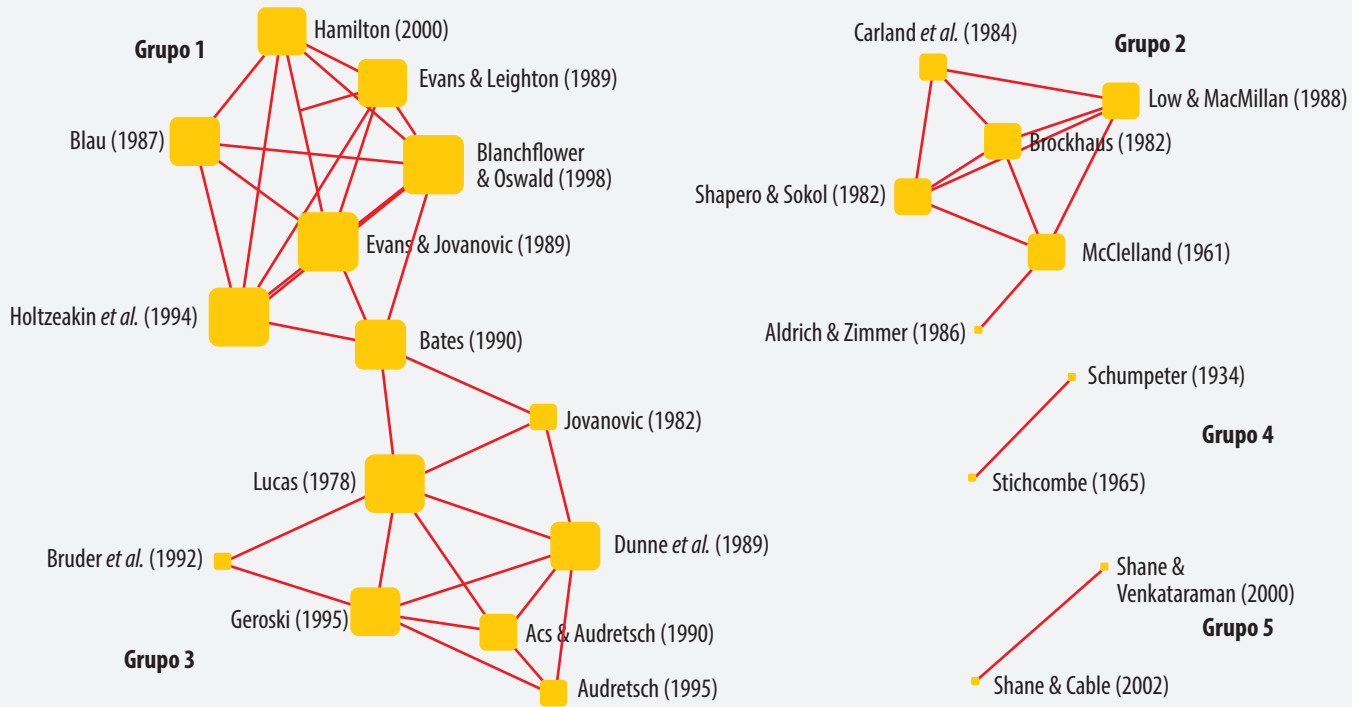 Grupo 1
Hamilton (2000)
Evans & Leighton (1989)
Blau (1987)
Blanchflower
& Oswald (1998)
Evans & Jovanovic (1989)
Holtzeakin et al. (1994)
Bates (1990)
Jovanovic (1982)
Lucas (1978)
Dunne et al. (1989)
Bruder et al. (1992)
Geroski (1995)
Acs & Audretsch (1990)
Grupo 3
Audretsch (1995)
Carland et al. (1984)
Grupo 2
Low & MacMillan (1988)
Brockhaus (1982)
Shapero & Sokol (1982)
McClelland (1961)
Aldrich & Zimmer (1986)
Schumpeter (1934)
Grupo 4
Stichcombe (1965)
Shane &
Venkataraman (2000)
Grupo 5
Shane & Cable (2002)